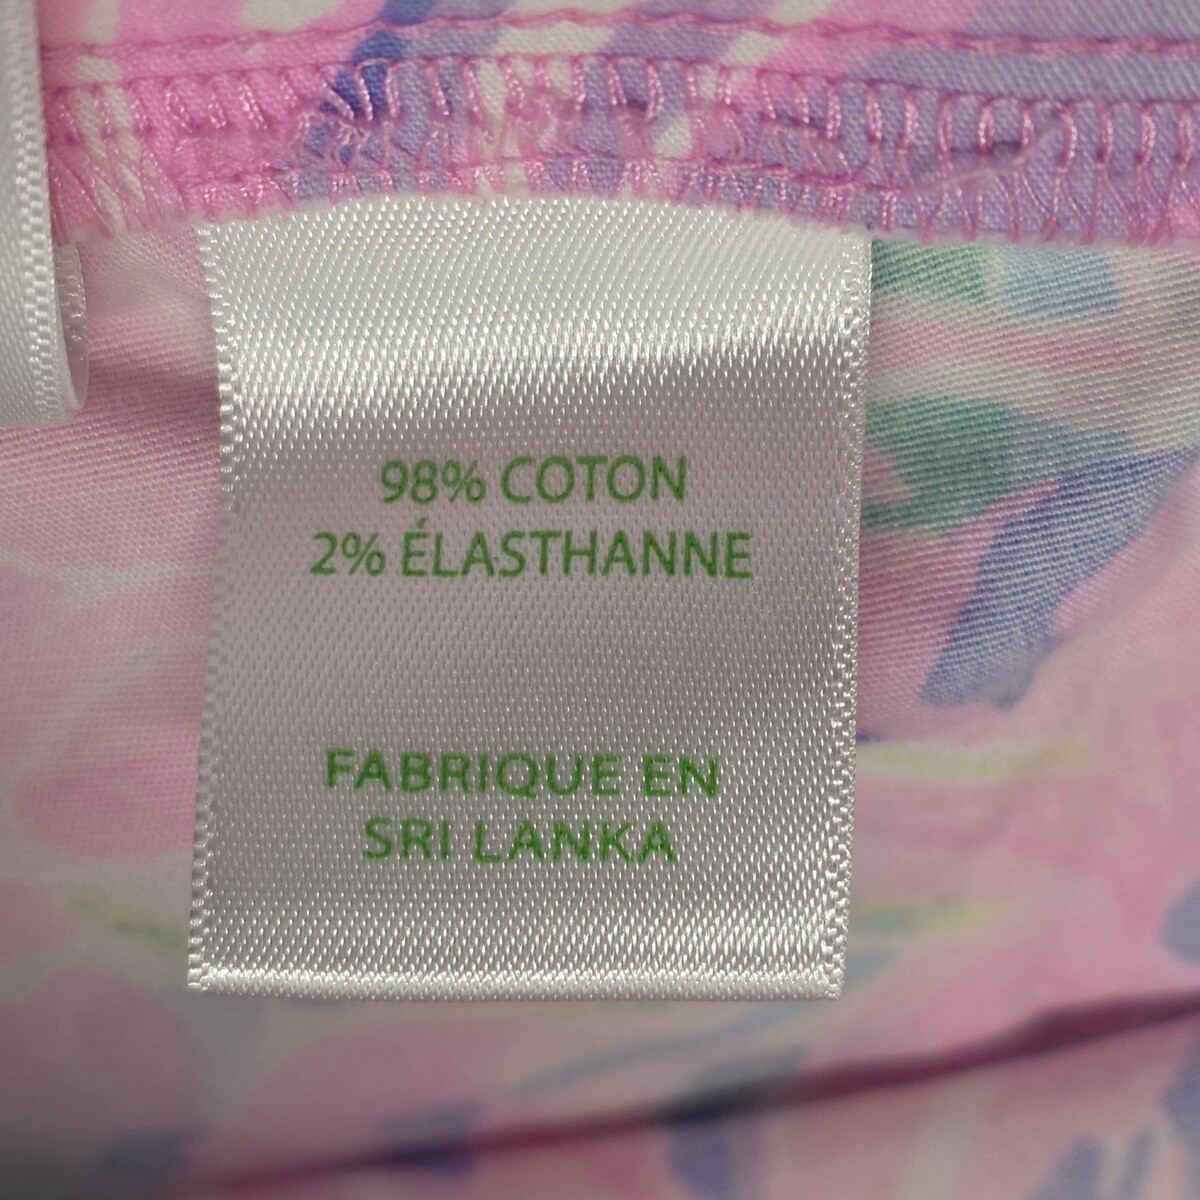 98% COTON
2% ÉLASTHANNE
FABRIQUE EN
SRI LANKA